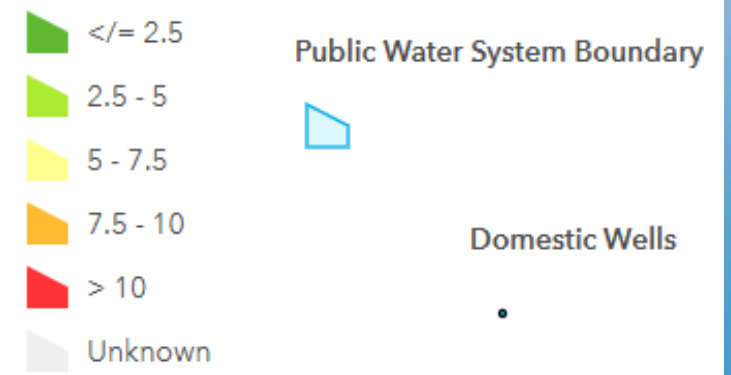 </= 2.5
Public Water System Boundary
2.5 - 5
5 - 7.5
7.5 - 10
Domestic Wells
> 10
Unknown